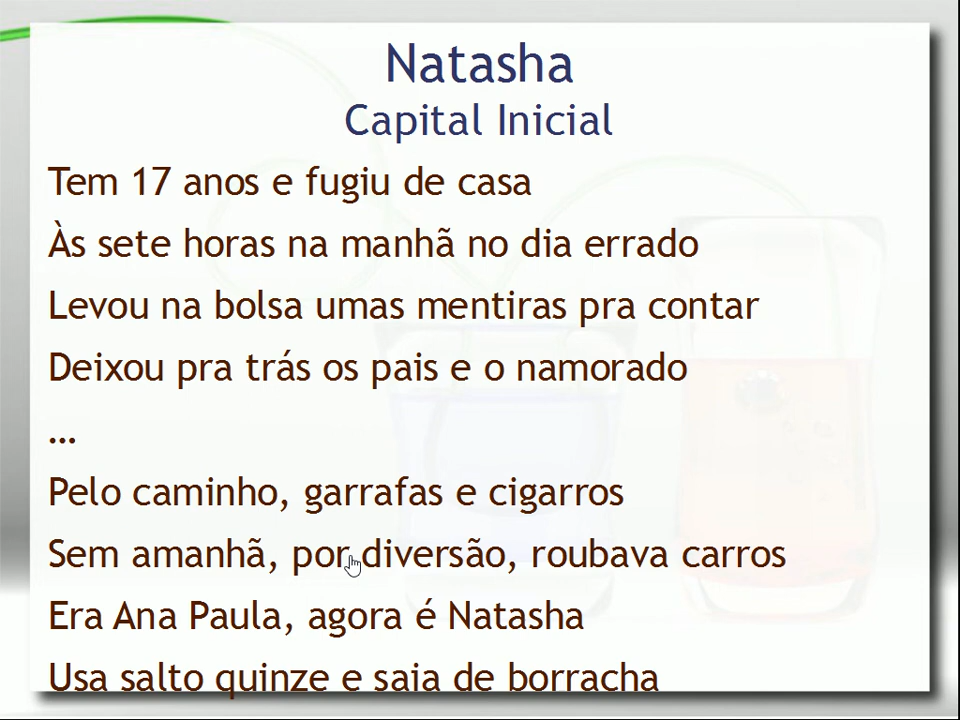 Natasha
Capital Inicial
Tem 17 anos e fugiu de casa
Às sete horas na manhã no dia errado
Levou na bolsa umas mentiras pra contar
Deixou pra trás os pais e o namorado
...
Pelo caminho, garrafas e cigarros
Sem amanhã, por diversão, roubava carros
Era Ana Paula, agora é Natasha
Usa salto quinze e saia de borracha